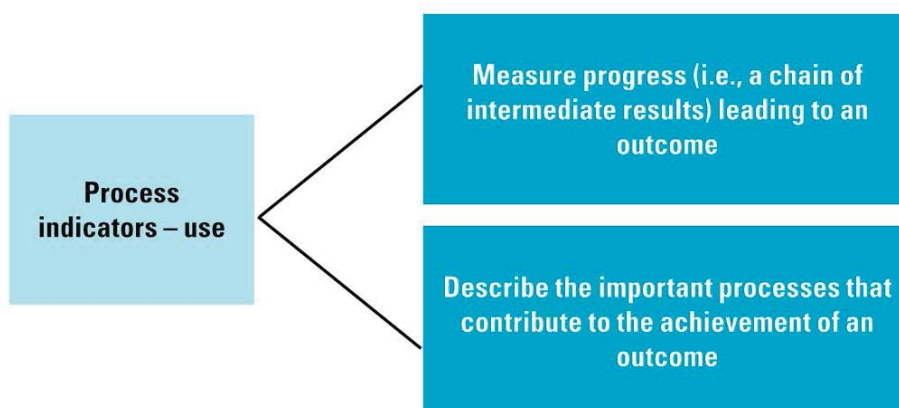 Process
indicators – use
Measure progress (i.e., a chain of
intermediate results) leading to an
outcome
Describe the important processes that
contribute to the achievement of an
outcome